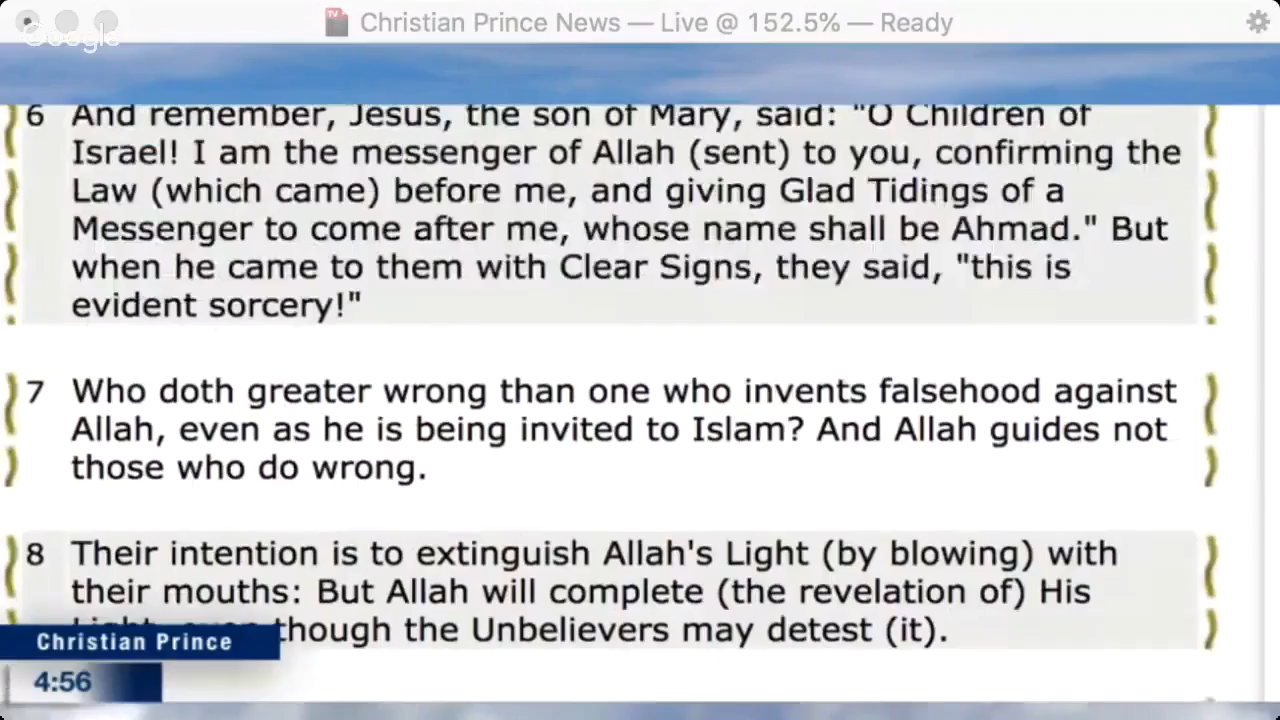 Christian Prince News — Live @ 152.5% — Ready
Google
6 And remember, Jesus, the son of Mary, said: "O Children of
Israel! I am the messenger of Allah (sent) to you, confirming the
Law (which came) before me, and giving Glad Tidings of a
Messenger to come after me, whose name shall be Ahmad." But
when he came to them with Clear Signs, they said, "this is
evident sorcery!"
7 Who doth greater wrong than one who invents falsehood against
Allah, even as he is being invited to Islam? And Allah guides not
those who do wrong.
8 Their intention is to extinguish Allah's Light (by blowing) with
their mouths: But Allah will complete (the revelation of) His
Light, even though the Unbelievers may detest (it).
Christian Prince
4:56